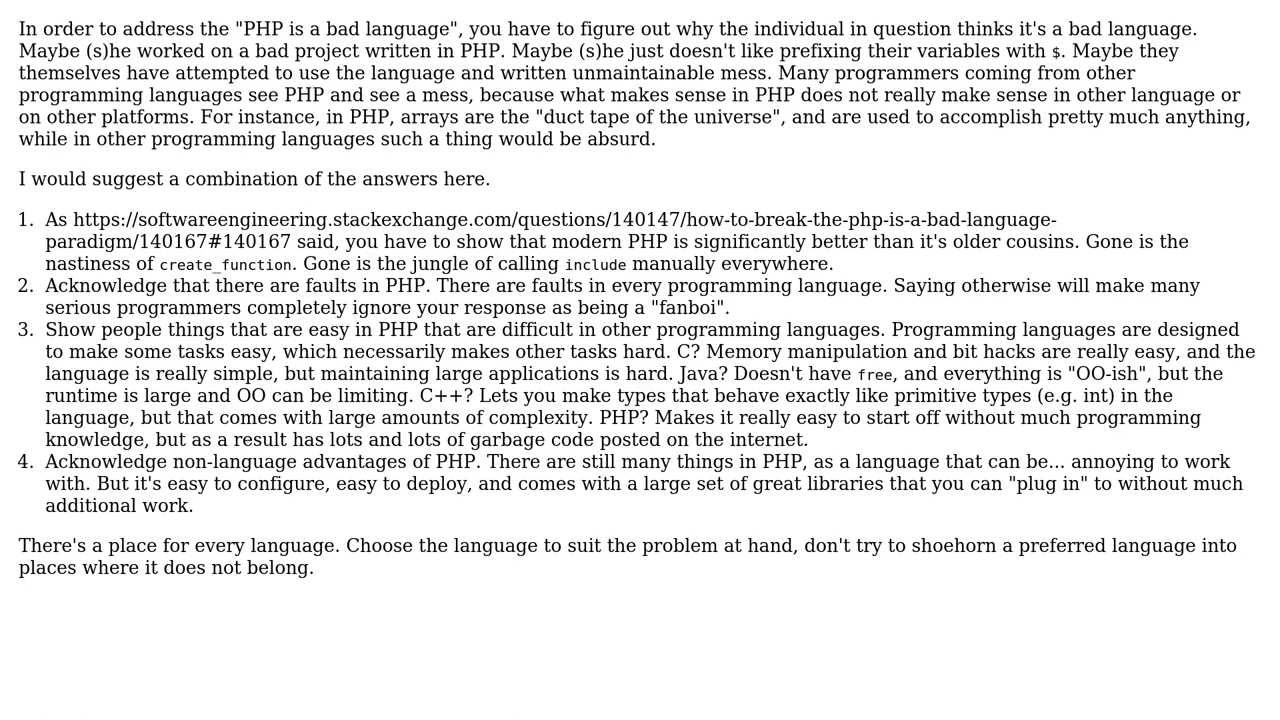 In order to address the "PHP is a bad language", you have to figure out why the individual in question thinks it's a bad language.
Maybe (s)he worked on a bad project written in PHP. Maybe (s)he just doesn't like prefixing their variables with $. Maybe they
themselves have attempted to use the language and written unmaintainable mess. Many programmers coming from other
programming languages see PHP and see a mess, because what makes sense in PHP does not really make sense in other language or
on other platforms. For instance, in PHP, arrays are the "duct tape of the universe", and are used to accomplish pretty much anything,
while in other programming languages such a thing would be absurd.
I would suggest a combination of the answers here.
1. As https://softwareengineering.stackexchange.com/questions/140147/how-to-break-the-php-is-a-bad-language-
paradigm/140167#140167 said, you have to show that modern PHP is significantly better than it's older cousins. Gone is the
nastiness of create_function. Gone is the jungle of calling include manually everywhere.
2. Acknowledge that there are faults in PHP. There are faults in every programming language. Saying otherwise will make many
serious programmers completely ignore your response as being a "fanboi".
3. Show people things that are easy in PHP that are difficult in other programming languages. Programming languages are designed
to make some tasks easy, which necessarily makes other tasks hard. C? Memory manipulation and bit hacks are really easy, and the
language is really simple, but maintaining large applications is hard. Java? Doesn't have free, and everything is "OO-ish", but the
runtime is large and OO can be limiting. C++? Lets you make types that behave exactly like primitive types (e.g. int) in the
language, but that comes with large amounts of complexity. PHP? Makes it really easy to start off without much programming
knowledge, but as a result has lots and lots of garbage code posted on the internet.
4. Acknowledge non-language advantages of PHP. There are still many things in PHP, as a language that can be... annoying to work
with. But it's easy to configure, easy to deploy, and comes with a large set of great libraries that you can "plug in" to without much
additional work.
There's a place for every language. Choose the language to suit the problem at hand, don't try to shoehorn a preferred language into
places where it does not belong.